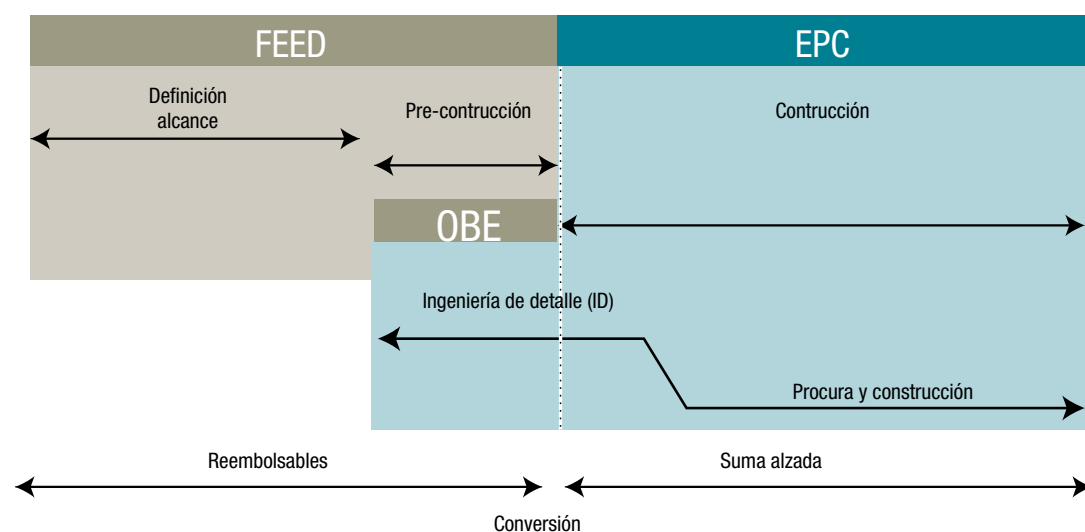 FEED
EPC
Definición
alcance
Pre-contrucción
Contrucción
OBE
Ingeniería de detalle (ID)
Procura y construcción
Reembolsables
Suma alzada
Conversión